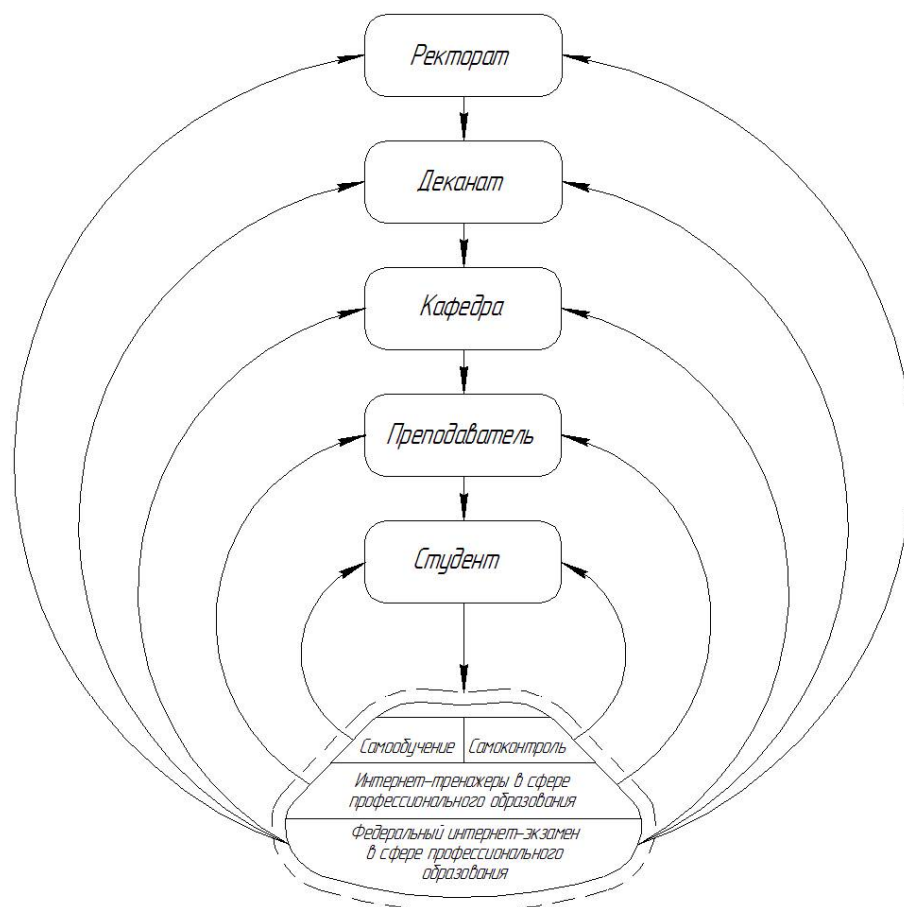 Ректорат
Деканат
Кафедра
Преподаватель
Студент
Самообучение Самоконтроль
Интернет-тренажеры в сфере
профессионального образования
Федеральный интернет-экзамен
в сфере профессионального
образования